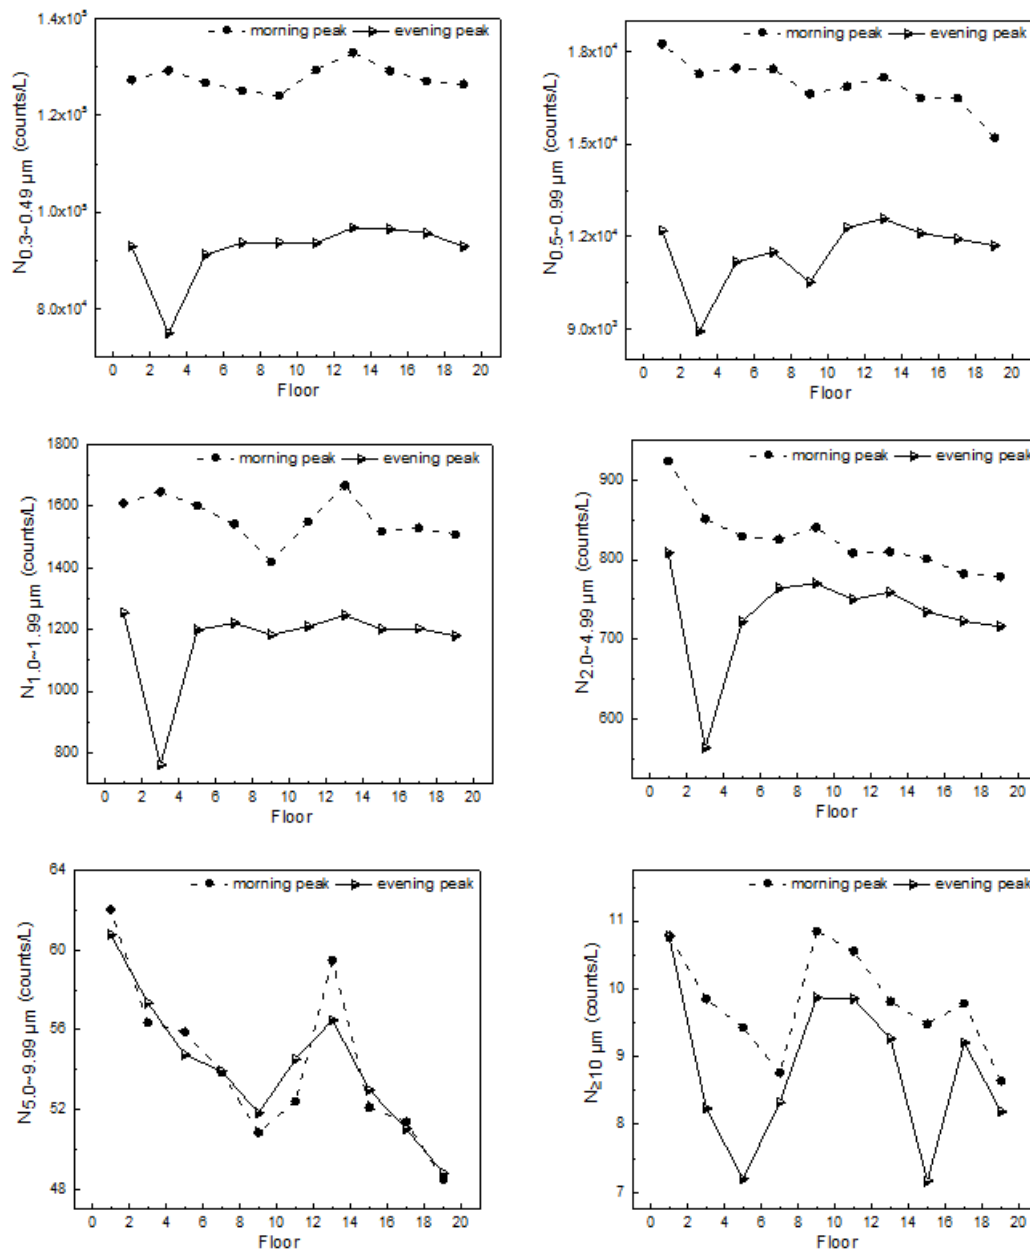 1.4x10⁵
1.2x10⁵
1.0x10⁵
8.0x10⁴
N0.3~0.49 µm (counts/L)
morning peak evening peak
0 2 4 6 8 10 12 14 16 18 20
Floor
1.8x10⁴
1.5x10⁴
1.2x10⁴
9.0x10³
N0.5~0.99 µm (counts/L)
morning peak evening peak
0 2 4 6 8 10 12 14 16 18 20
Floor
1800
1600
1400
1200
1000
800
N1.0~1.99 µm (counts/L)
morning peak evening peak
0 2 4 6 8 10 12 14 16 18 20
Floor
900
800
700
600
N2.0~4.99 µm (counts/L)
morning peak evening peak
0 2 4 6 8 10 12 14 16 18 20
Floor
64
60
56
52
48
N5.0~9.99 µm (counts/L)
morning peak evening peak
0 2 4 6 8 10 12 14 16 18 20
Floor
11
10
9
8
7
N≥10 µm (counts/L)
morning peak evening peak
0 2 4 6 8 10 12 14 16 18 20
Floor